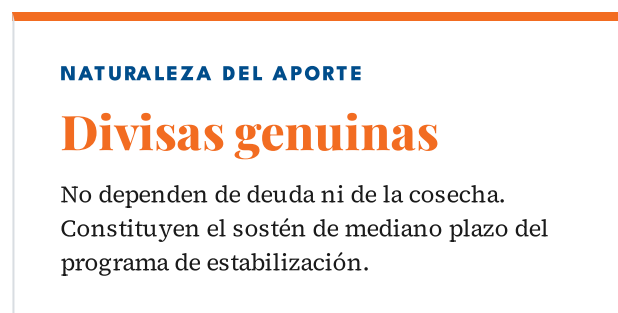 NATURALEZA DEL APORTE
Divisas genuinas
No dependen de deuda ni de la cosecha.
Constituyen el sostén de mediano plazo del
programa de estabilización.